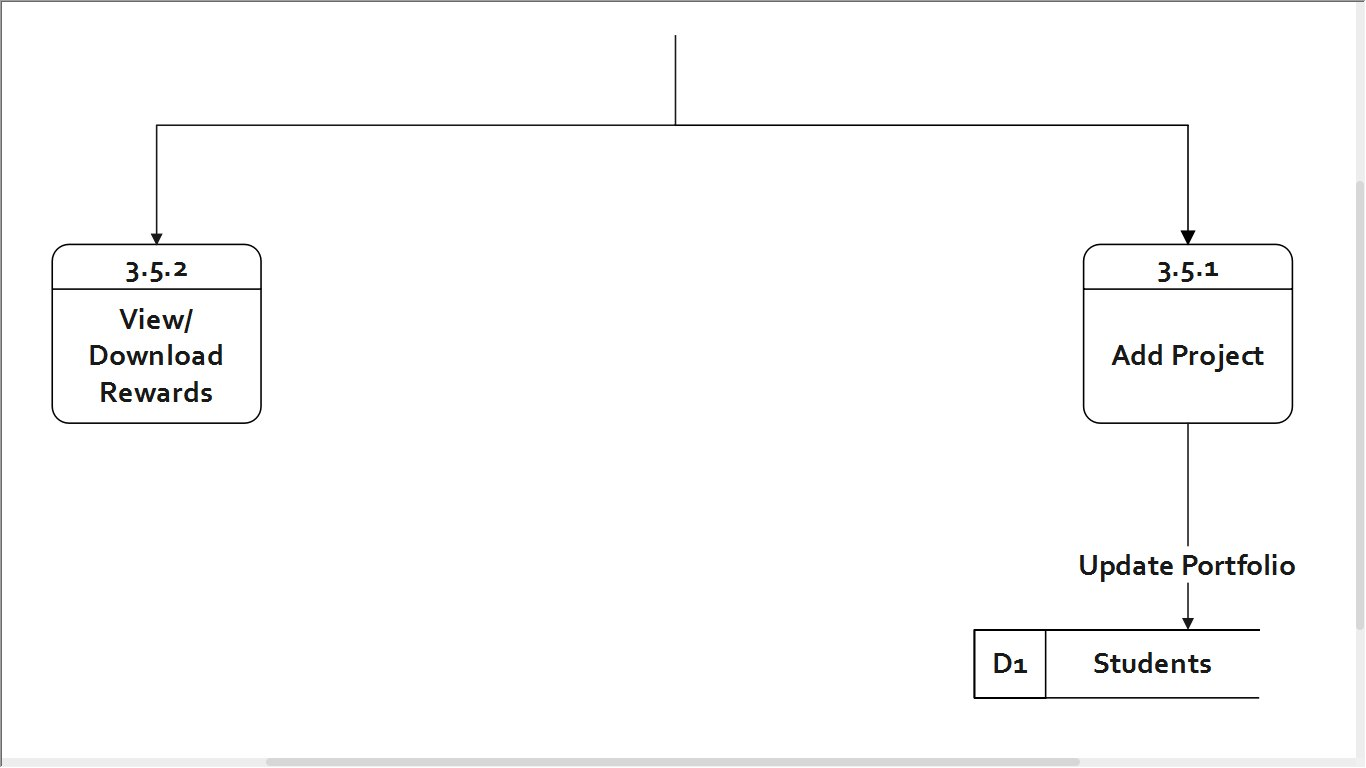 3.5.2
View/
Download
Rewards
3.5.1
Add Project
Update Portfolio
D1
Students